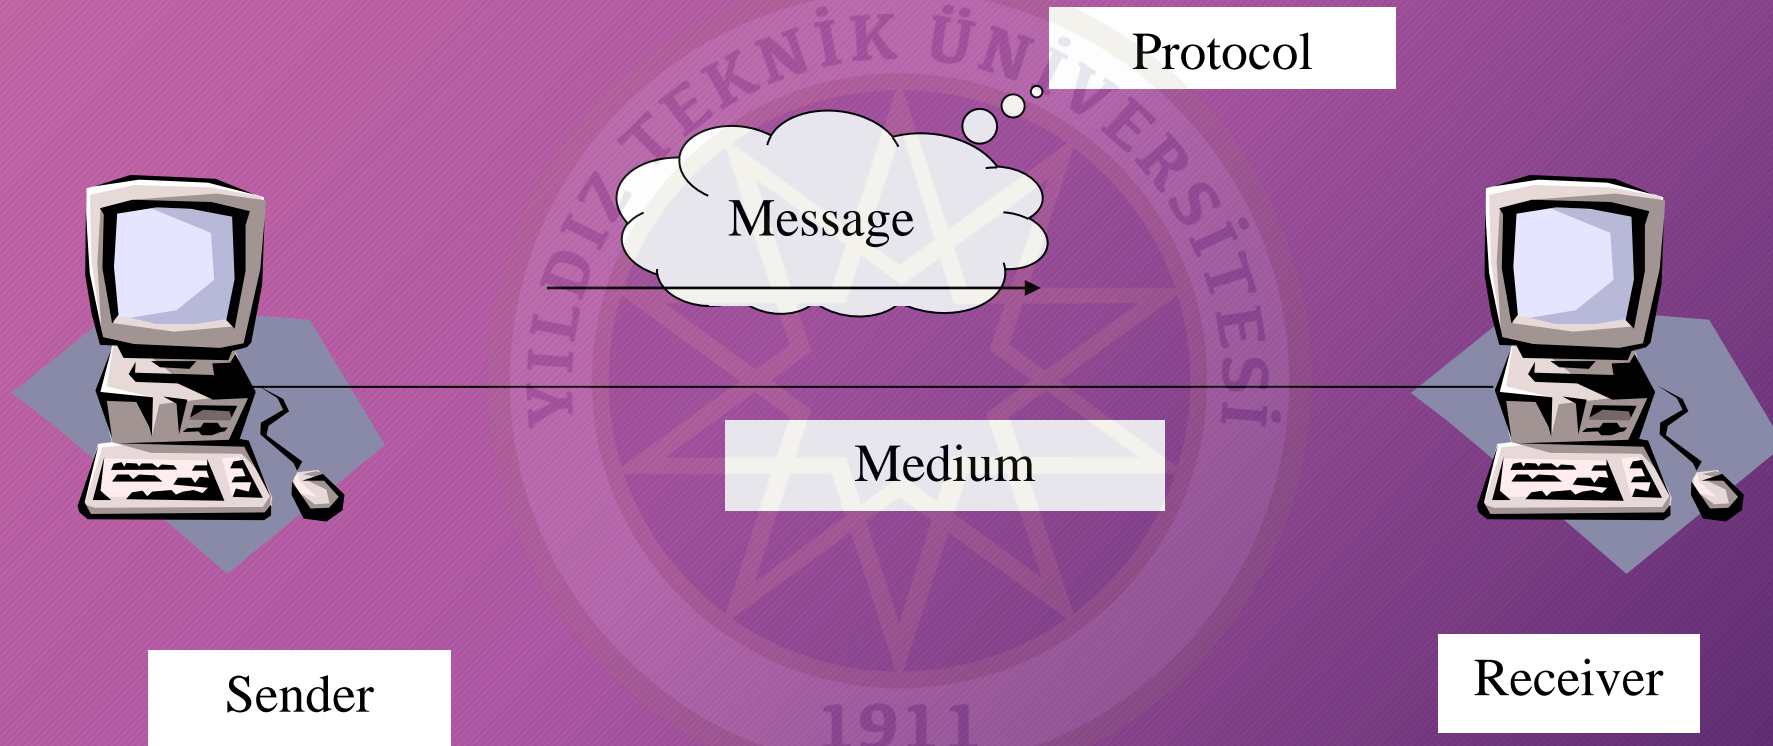 Protocol
Message
Medium
Sender
Receiver
YILDIZ TEKNİK ÜNİVERSİTESİ
1911